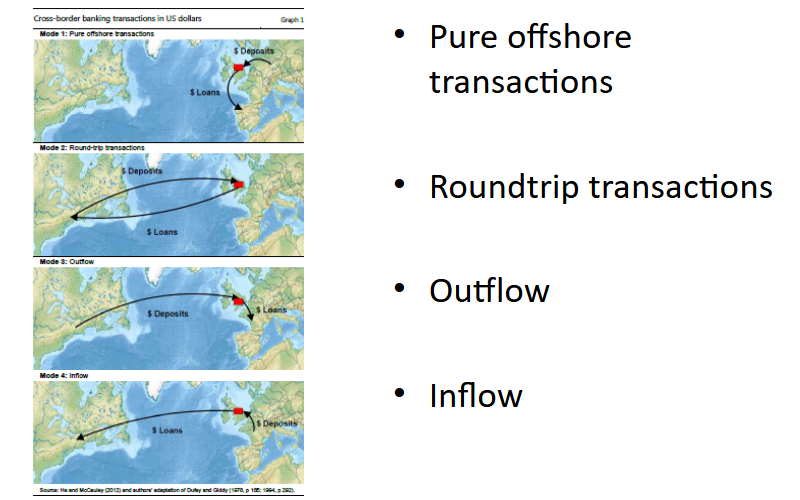 Cross-border banking transactions in US dollars
Graph 1
Mode 1: Pure offshore transactions
$ Deposits
$ Loans
Mode 2: Round-trip transactions
$ Deposits
$ Loans
Mode 3: Outflow
$ Deposits
$ Loans
Mode 4: Inflow
$ Loans
$ Deposits
Source: He and McCauley (2012) and authors' adaptation of Dufey and Giddy (1978, p 165; 1994, p 292).
• Pure offshore
transactions
• Roundtrip transactions
• Outflow
• Inflow